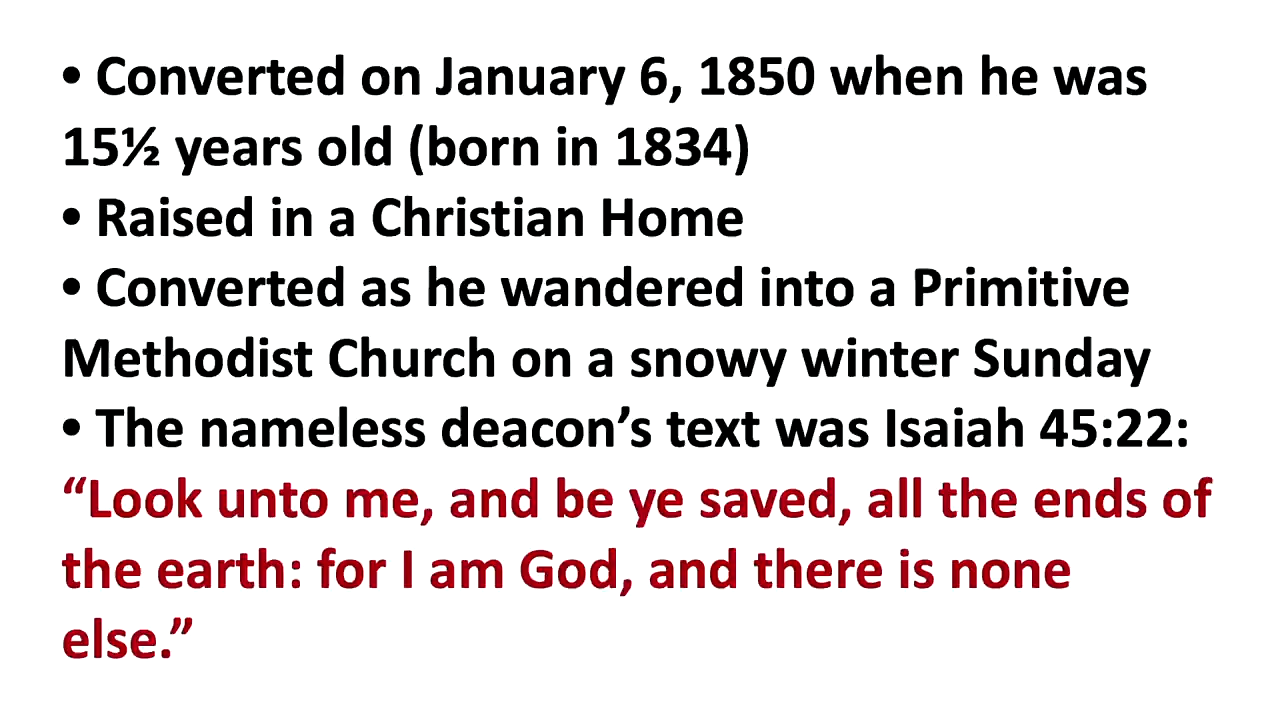 • Converted on January 6, 1850 when he was
15½ years old (born in 1834)
• Raised in a Christian Home
• Converted as he wandered into a Primitive
Methodist Church on a snowy winter Sunday
• The nameless deacon’s text was Isaiah 45:22:
“Look unto me, and be ye saved, all the ends of
the earth: for I am God, and there is none
else.”